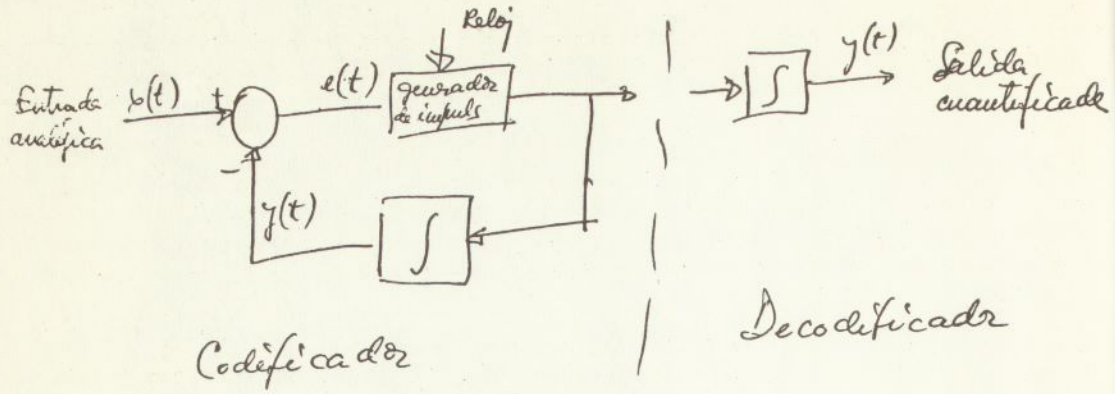 Reloj
Entrada
analógica
x(t)
+
e(t)
generador
de impuls
−
y(t)
∫
∫
y(t)
Salida
cuantificada
Codificador
Decodificador